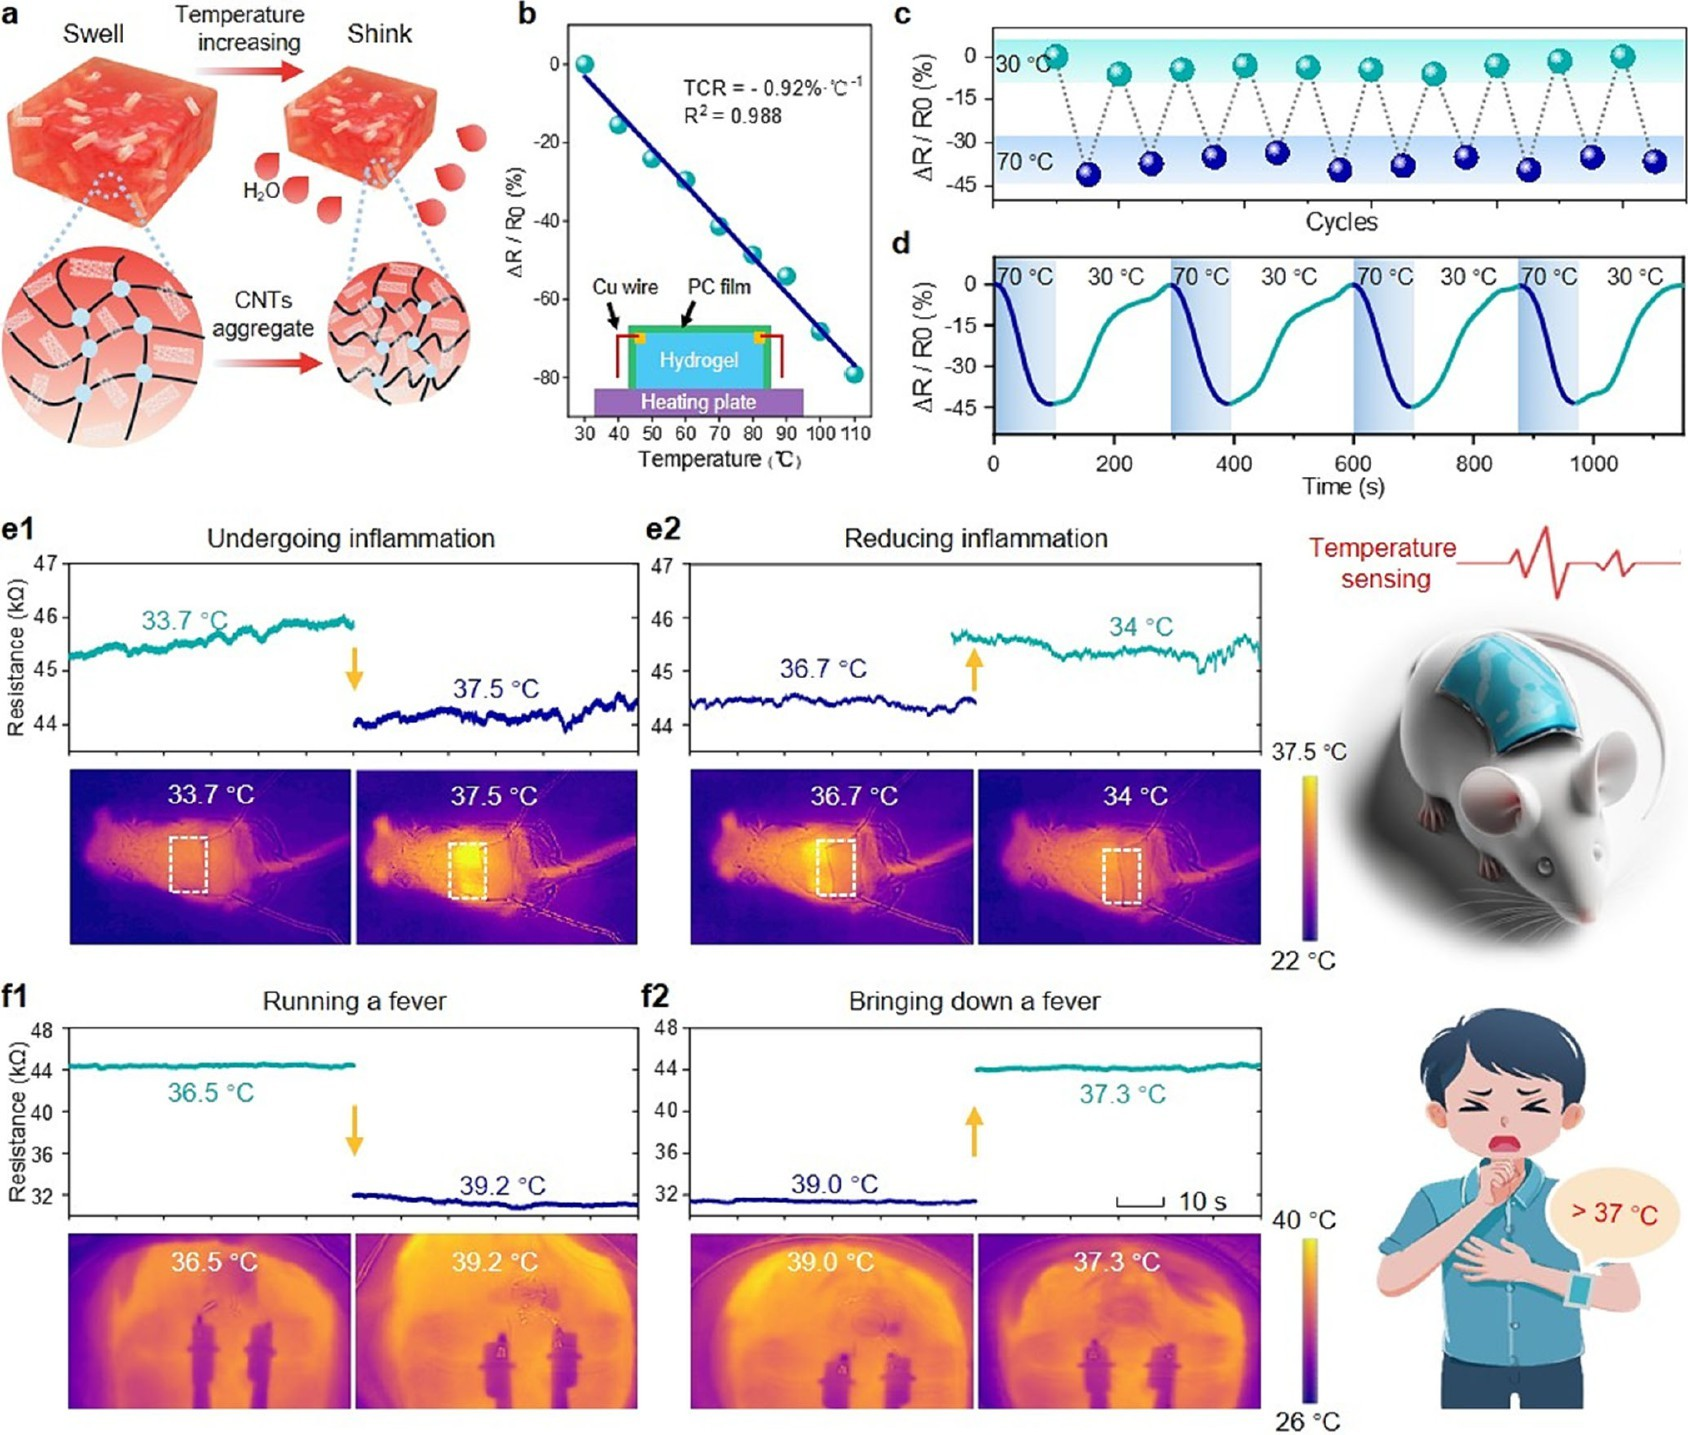 a
Swell
Temperature
increasing
Shink
H2O
CNTs
aggregate
b
0
-20
-40
-60
-80
ΔR / R0 (%)
TCR = - 0.92%·℃⁻¹
R² = 0.988
Cu wire
PC film
Hydrogel
Heating plate
30 40 50 60 70 80 90 100 110
Temperature (℃)
c
0
-15
-30
-45
ΔR / R0 (%)
30 °C
70 °C
Cycles
d
0
-15
-30
-45
ΔR / R0 (%)
70 °C 30 °C 70 °C 30 °C 70 °C 30 °C 70 °C 30 °C
0 200 400 600 800 1000
Time (s)
e1
Undergoing inflammation
47
46
45
44
Resistance (kΩ)
33.7 °C
37.5 °C
33.7 °C
37.5 °C
e2
Reducing inflammation
47
46
45
44
36.7 °C
34 °C
36.7 °C
34 °C
37.5 °C
22 °C
Temperature
sensing
f1
Running a fever
48
44
40
36
32
Resistance (kΩ)
36.5 °C
39.2 °C
36.5 °C
39.2 °C
f2
Bringing down a fever
48
44
40
36
32
39.0 °C
37.3 °C
10 s
39.0 °C
37.3 °C
40 °C
26 °C
> 37 °C